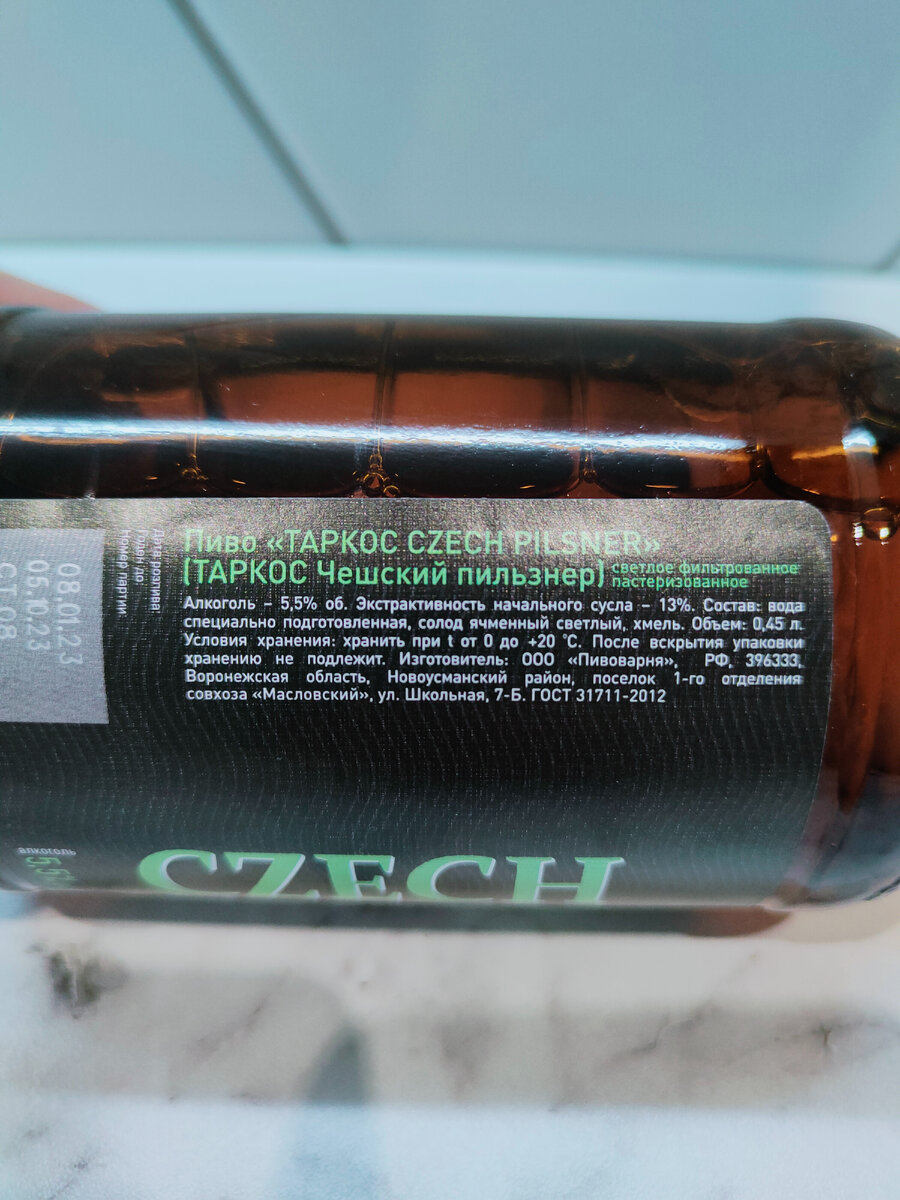 Пиво «ТАРКОС CZECH PILSNER»
(ТАРКОС Чешский пильзнер) светлое фильтрованное
пастеризованное
Алкоголь – 5,5% об. Экстрактивность начального сусла – 13%. Состав: вода
специально подготовленная, солод ячменный светлый, хмель. Объем: 0,45 л.
Условия хранения: хранить при t от 0 до +20 °С. После вскрытия упаковки
хранению не подлежит. Изготовитель: ООО «Пивоварня», РФ, 396333,
Воронежская область, Новоусманский район, поселок 1-го отделения
совхоза «Масловский», ул. Школьная, 7-Б. ГОСТ 31711-2012
Дата розлива:
Годен до
номер партии:
08.01.23
05.10.23
алкоголь
5,5
CZECH